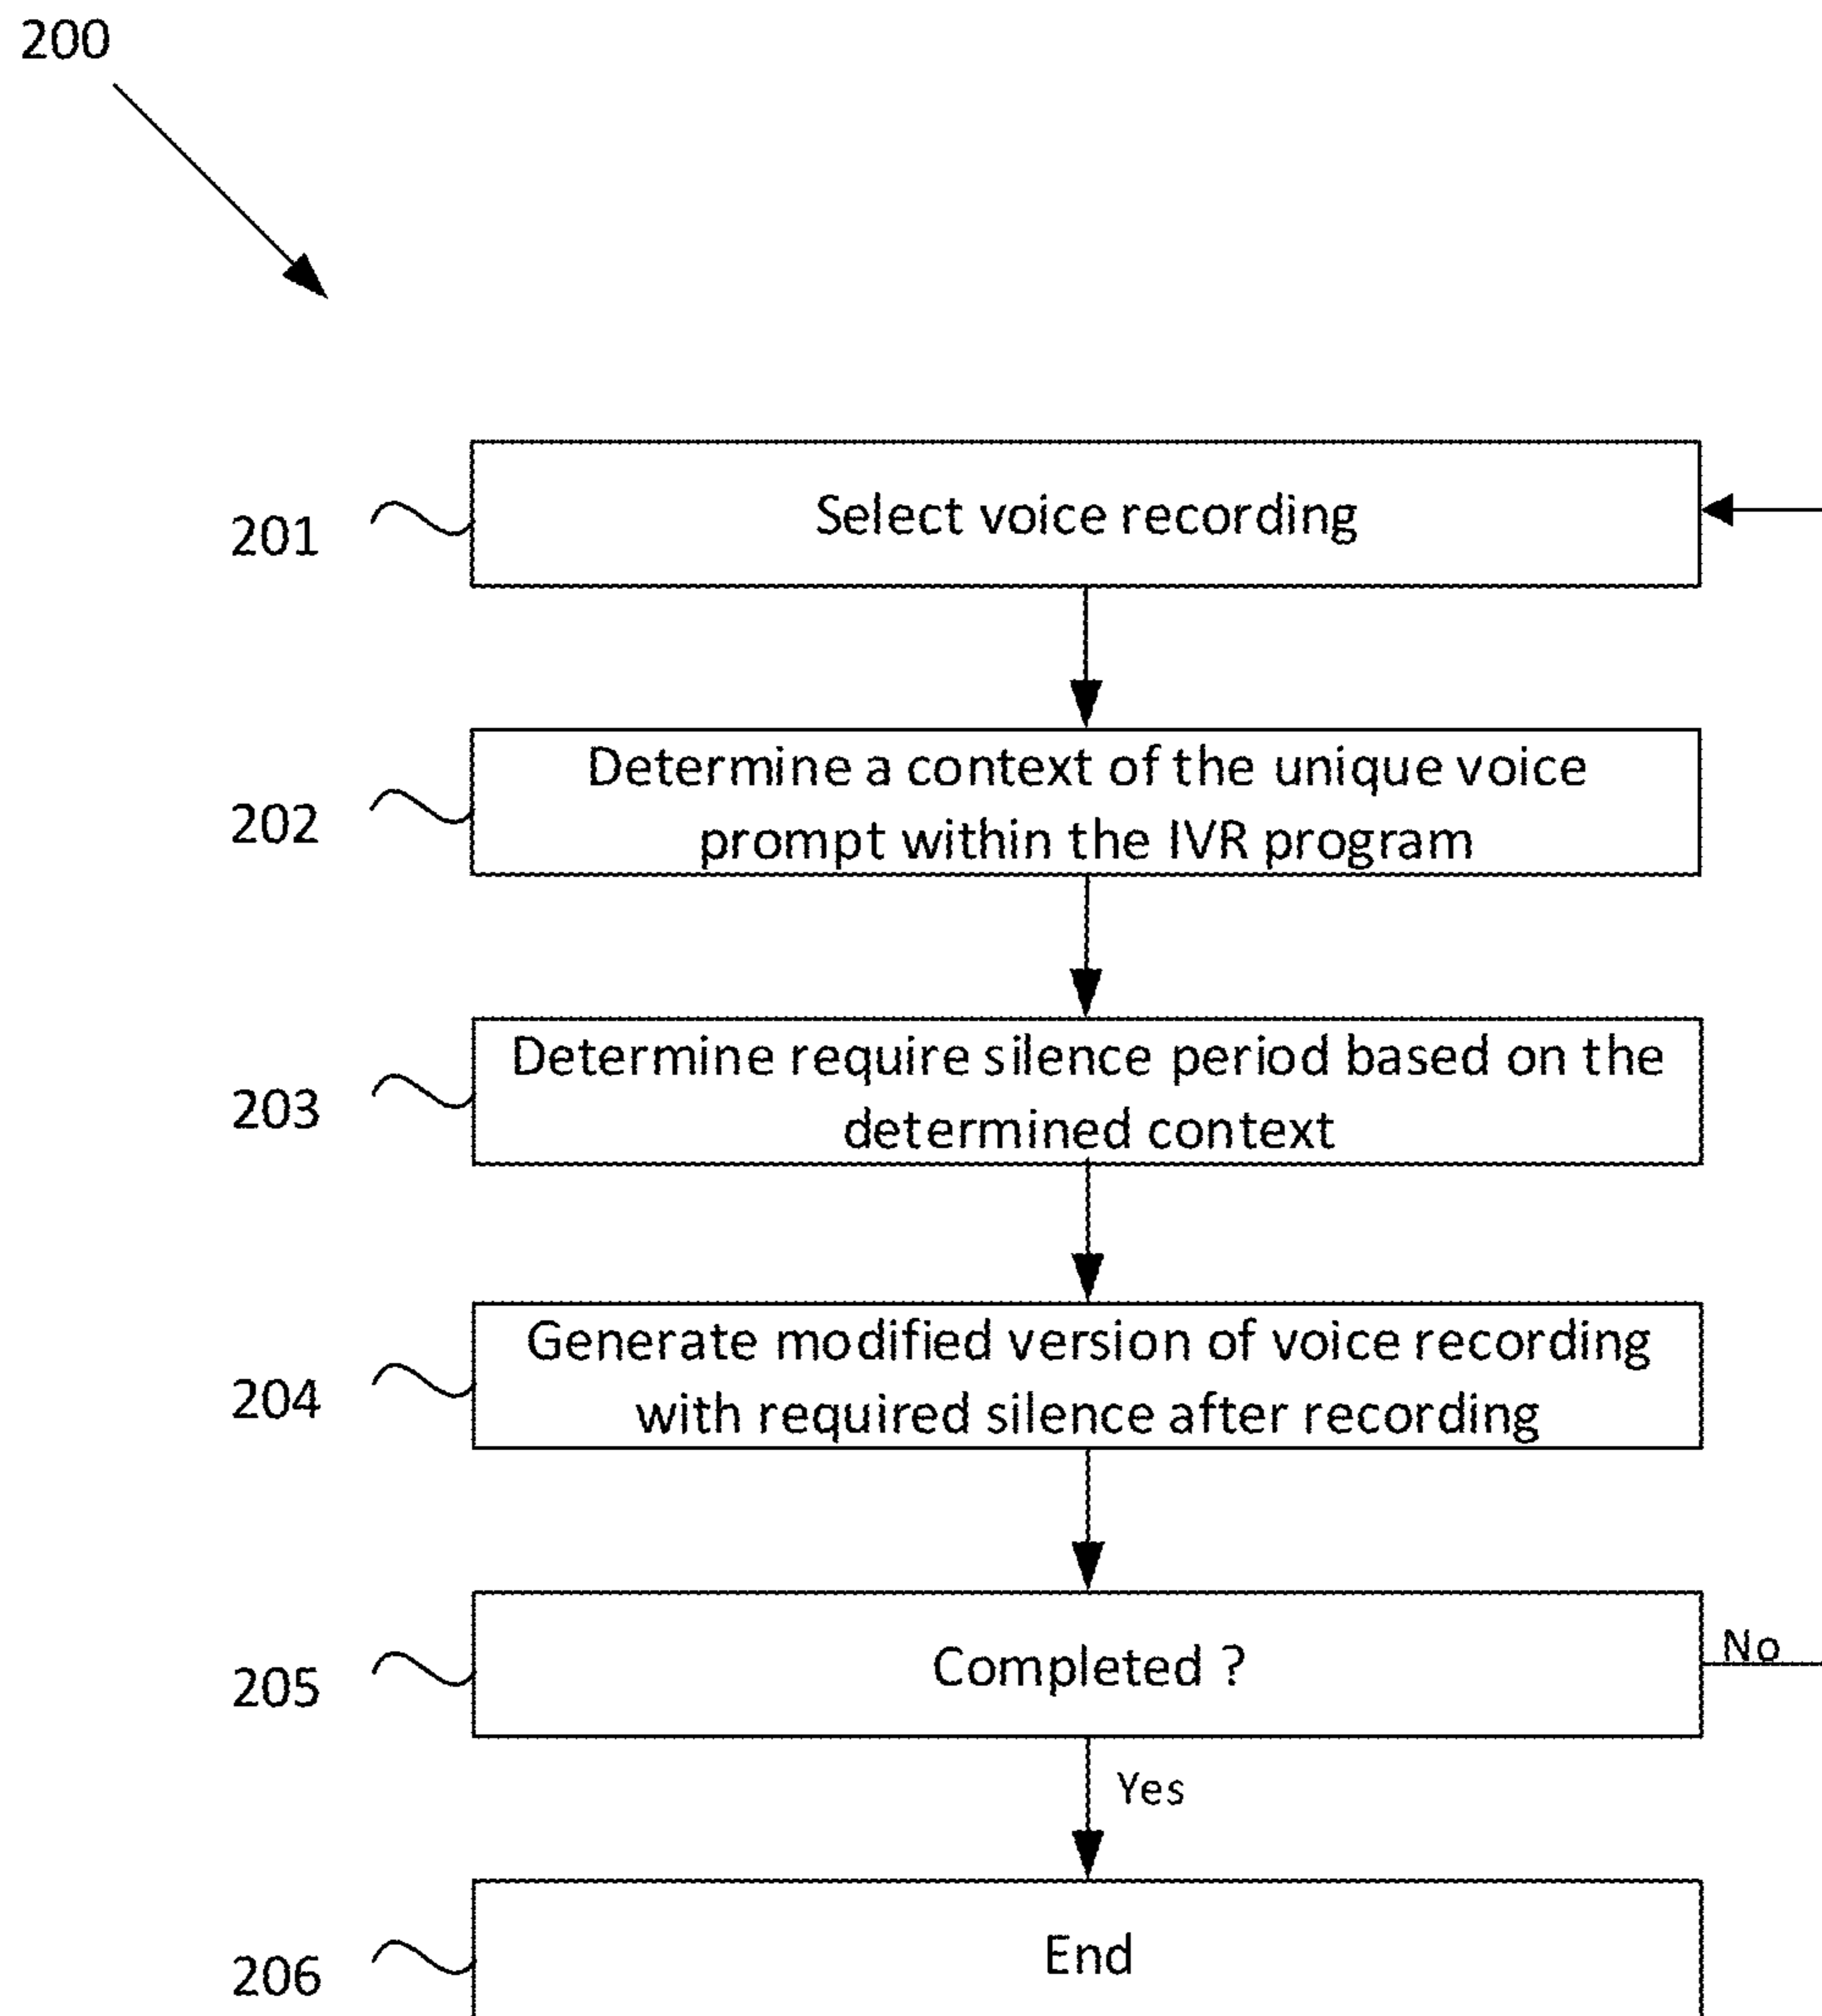 200
201
Select voice recording
202
Determine a context of the unique voice
prompt within the IVR program
203
Determine require silence period based on the
determined context
204
Generate modified version of voice recording
with required silence after recording
205
Completed ?
No
Yes
206
End